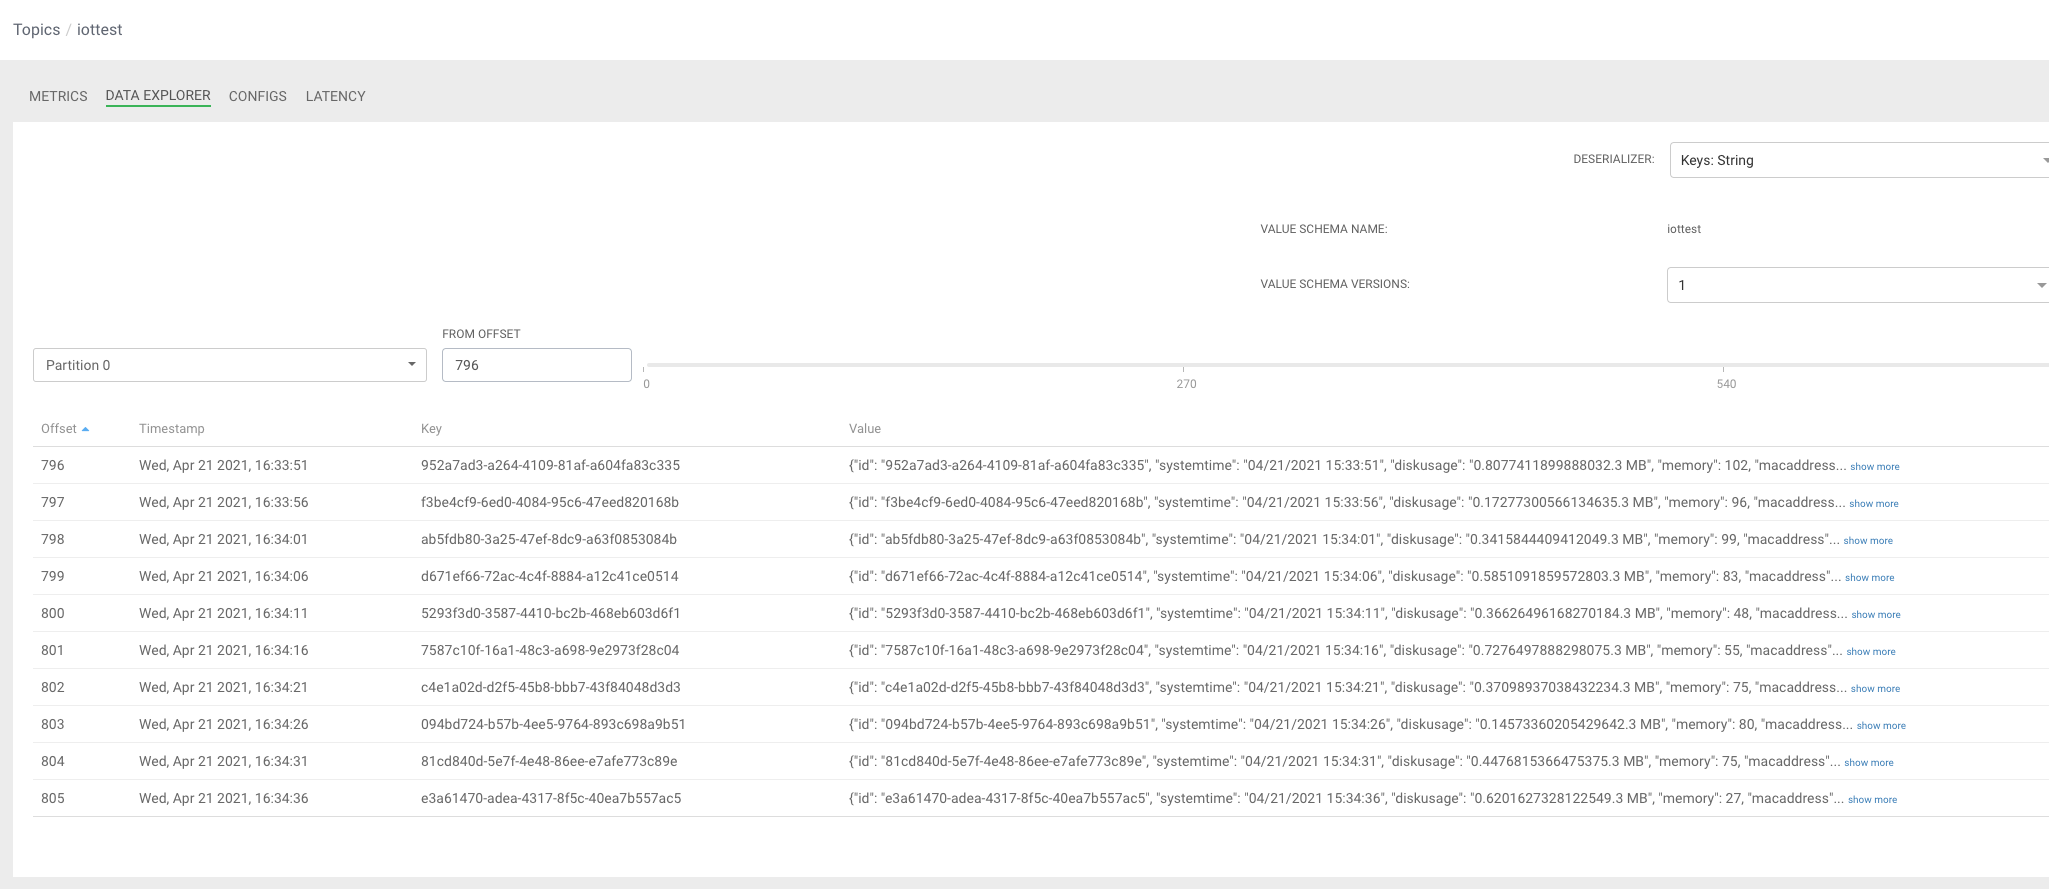 Topics / iottest
METRICS DATA EXPLORER CONFIGS LATENCY
DESERIALIZER: Keys: String
VALUE SCHEMA NAME: iottest
VALUE SCHEMA VERSIONS: 1
FROM OFFSET
Partition 0 796
0 270 540
Offset Timestamp Key Value
796 Wed, Apr 21 2021, 16:33:51 952a7ad3-a264-4109-81af-a604fa83c335 {"id": "952a7ad3-a264-4109-81af-a604fa83c335", "systemtime": "04/21/2021 15:33:51", "diskusage": "0.8077411899888032.3 MB", "memory": 102, "macaddress... show more
797 Wed, Apr 21 2021, 16:33:56 f3be4cf9-6ed0-4084-95c6-47eed820168b {"id": "f3be4cf9-6ed0-4084-95c6-47eed820168b", "systemtime": "04/21/2021 15:33:56", "diskusage": "0.17277300566134635.3 MB", "memory": 96, "macaddress... show more
798 Wed, Apr 21 2021, 16:34:01 ab5fdb80-3a25-47ef-8dc9-a63f0853084b {"id": "ab5fdb80-3a25-47ef-8dc9-a63f0853084b", "systemtime": "04/21/2021 15:34:01", "diskusage": "0.3415844409412049.3 MB", "memory": 99, "macaddress"... show more
799 Wed, Apr 21 2021, 16:34:06 d671ef66-72ac-4c4f-8884-a12c41ce0514 {"id": "d671ef66-72ac-4c4f-8884-a12c41ce0514", "systemtime": "04/21/2021 15:34:06", "diskusage": "0.5851091859572803.3 MB", "memory": 83, "macaddress"... show more
800 Wed, Apr 21 2021, 16:34:11 5293f3d0-3587-4410-bc2b-468eb603d6f1 {"id": "5293f3d0-3587-4410-bc2b-468eb603d6f1", "systemtime": "04/21/2021 15:34:11", "diskusage": "0.36626496168270184.3 MB", "memory": 48, "macaddress... show more
801 Wed, Apr 21 2021, 16:34:16 7587c10f-16a1-48c3-a698-9e2973f28c04 {"id": "7587c10f-16a1-48c3-a698-9e2973f28c04", "systemtime": "04/21/2021 15:34:16", "diskusage": "0.7276497888298075.3 MB", "memory": 55, "macaddress"... show more
802 Wed, Apr 21 2021, 16:34:21 c4e1a02d-d2f5-45b8-bbb7-43f84048d3d3 {"id": "c4e1a02d-d2f5-45b8-bbb7-43f84048d3d3", "systemtime": "04/21/2021 15:34:21", "diskusage": "0.37098937038432234.3 MB", "memory": 75, "macaddress... show more
803 Wed, Apr 21 2021, 16:34:26 094bd724-b57b-4ee5-9764-893c698a9b51 {"id": "094bd724-b57b-4ee5-9764-893c698a9b51", "systemtime": "04/21/2021 15:34:26", "diskusage": "0.14573360205429642.3 MB", "memory": 80, "macaddress... show more
804 Wed, Apr 21 2021, 16:34:31 81cd840d-5e7f-4e48-86ee-e7afe773c89e {"id": "81cd840d-5e7f-4e48-86ee-e7afe773c89e", "systemtime": "04/21/2021 15:34:31", "diskusage": "0.4476815366475375.3 MB", "memory": 75, "macaddress"... show more
805 Wed, Apr 21 2021, 16:34:36 e3a61470-adea-4317-8f5c-40ea7b557ac5 {"id": "e3a61470-adea-4317-8f5c-40ea7b557ac5", "systemtime": "04/21/2021 15:34:36", "diskusage": "0.6201627328122549.3 MB", "memory": 27, "macaddress"... show more